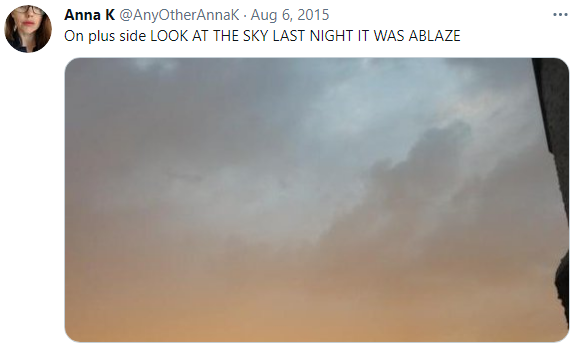 Anna K @AnyOtherAnnaK · Aug 6, 2015
On plus side LOOK AT THE SKY LAST NIGHT IT WAS ABLAZE